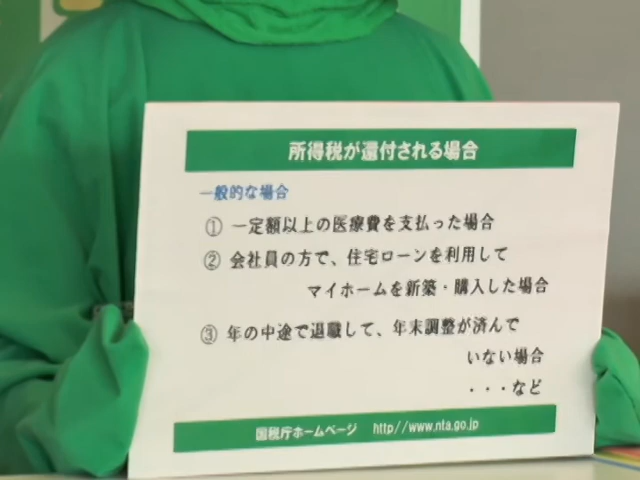 所得税が還付される場合
一般的な場合
① 一定額以上の医療費を支払った場合
② 会社員の方で、住宅ローンを利用して
マイホームを新築・購入した場合
③ 年の中途で退職して、年末調整が済んで
いない場合
・・・など
国税庁ホームページ http//www.nta.go.jp